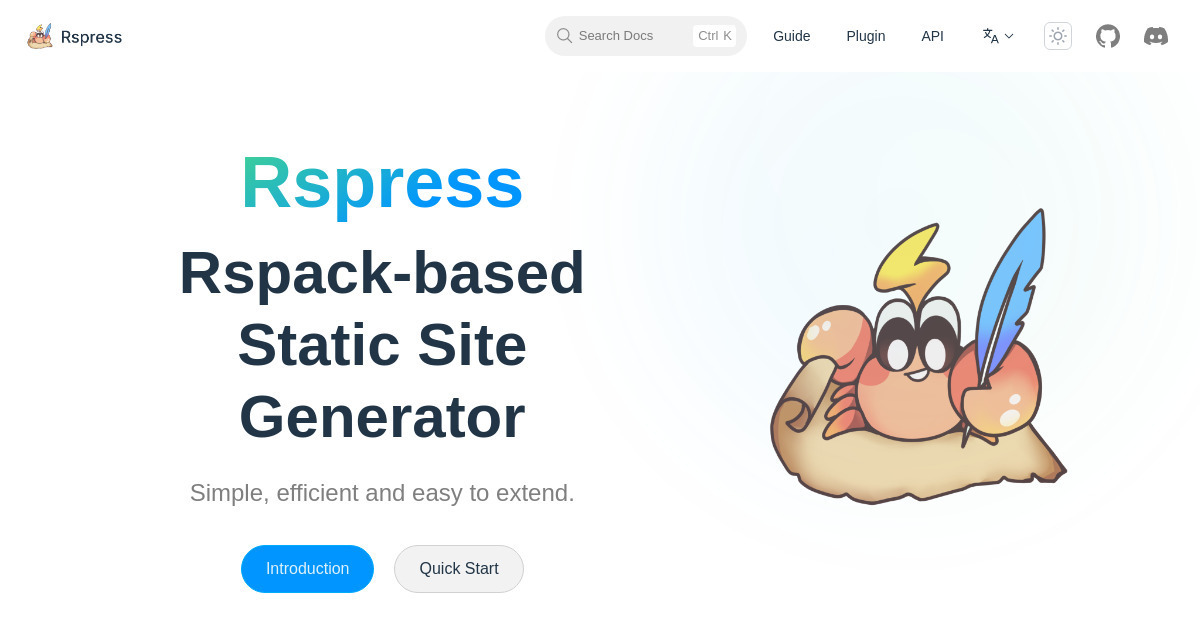 Rspress
Search Docs
Ctrl K
Guide
Plugin
API
Rspress
Rspack-based
Static Site
Generator
Simple, efficient and easy to extend.
Introduction
Quick Start